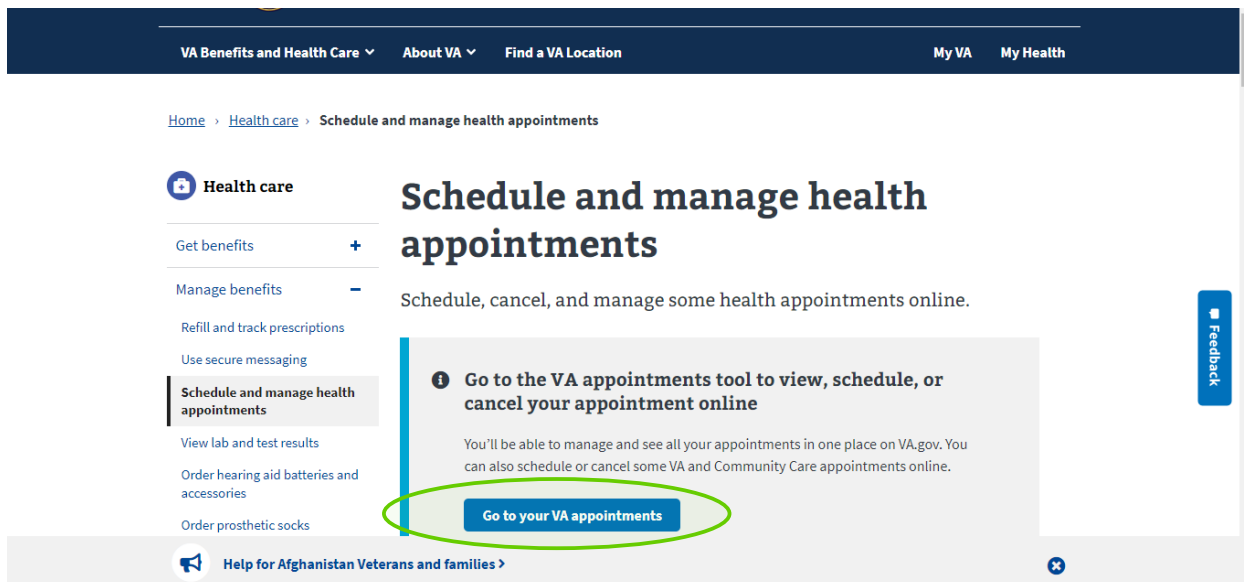 VA Benefits and Health Care About VA Find a VA Location My VA My Health
Home › Health care › Schedule and manage health appointments
Health care
Get benefits +
Manage benefits −
Refill and track prescriptions
Use secure messaging
Schedule and manage health
appointments
View lab and test results
Order hearing aid batteries and
accessories
Order prosthetic socks
Schedule and manage health
appointments
Schedule, cancel, and manage some health appointments online.
Go to the VA appointments tool to view, schedule, or
cancel your appointment online
You’ll be able to manage and see all your appointments in one place on VA.gov. You
can also schedule or cancel some VA and Community Care appointments online.
Go to your VA appointments
Feedback
Help for Afghanistan Veterans and families ›